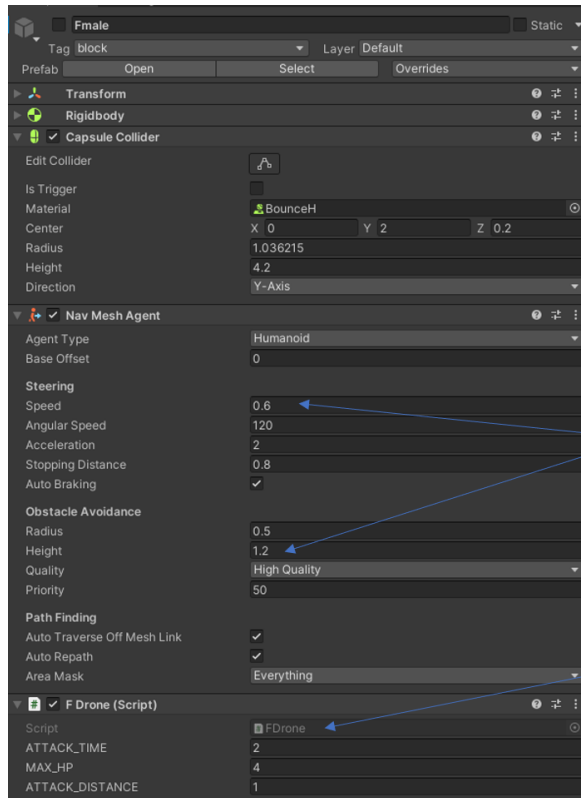 Fmale Static
Tag block Layer Default
Prefab Open Select Overrides
Transform
Rigidbody
Capsule Collider
Edit Collider
Is Trigger
Material BounceH
Center X 0 Y 2 Z 0.2
Radius 1.036215
Height 4.2
Direction Y-Axis
Nav Mesh Agent
Agent Type Humanoid
Base Offset 0
Steering
Speed 0.6
Angular Speed 120
Acceleration 2
Stopping Distance 0.8
Auto Braking
Obstacle Avoidance
Radius 0.5
Height 1.2
Quality High Quality
Priority 50
Path Finding
Auto Traverse Off Mesh Link
Auto Repath
Area Mask Everything
F Drone (Script)
Script FDrone
ATTACK_TIME 2
MAX_HP 4
ATTACK_DISTANCE 1